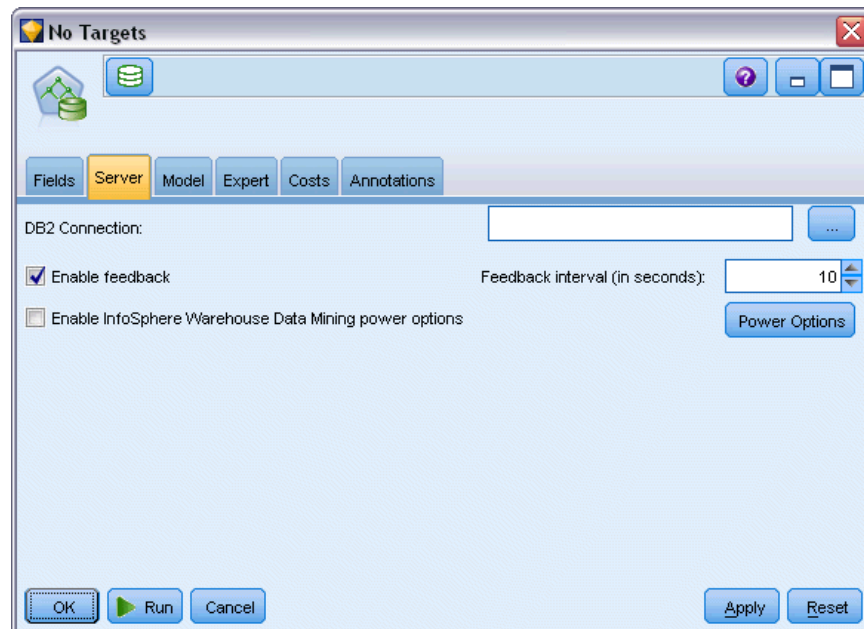 No Targets
Fields Server Model Expert Costs Annotations
DB2 Connection: ...
Enable feedback Feedback interval (in seconds): 10
Enable InfoSphere Warehouse Data Mining power options Power Options
OK Run Cancel Apply Reset